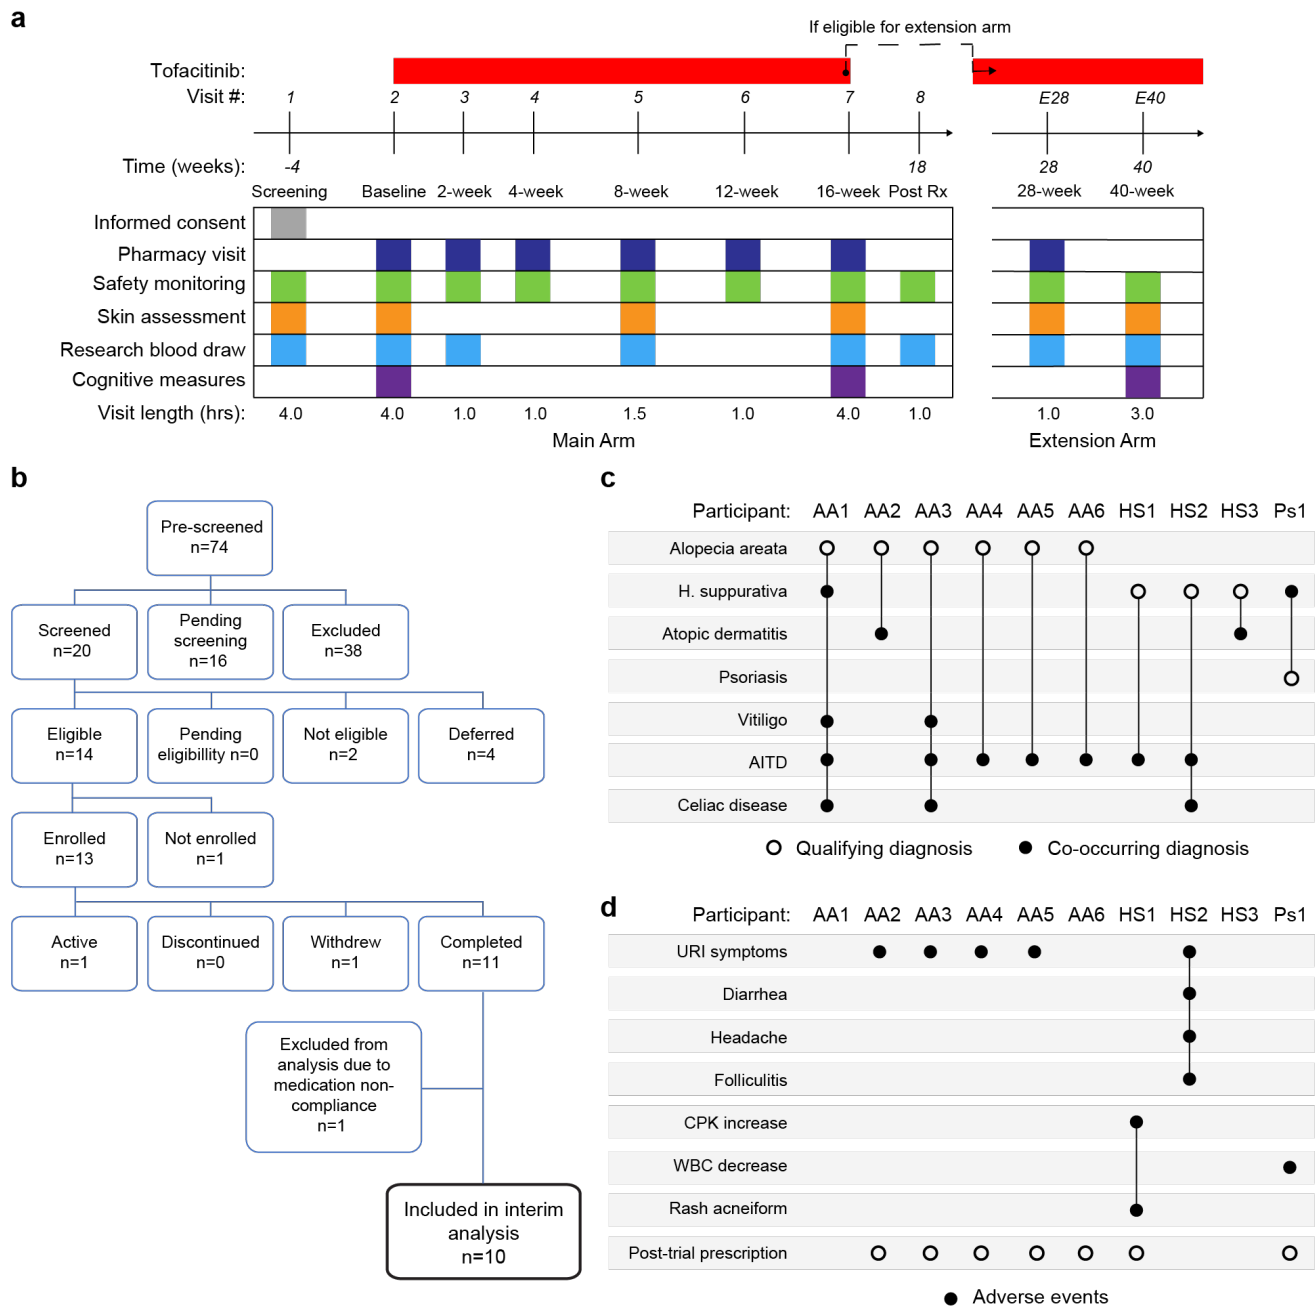 a
If eligible for extension arm
Tofacitinib:
Visit #: 1 2 3 4 5 6 7 8 E28 E40
Time (weeks): -4 18 28 40
Screening Baseline 2-week 4-week 8-week 12-week 16-week Post Rx 28-week 40-week
Informed consent
Pharmacy visit
Safety monitoring
Skin assessment
Research blood draw
Cognitive measures
Visit length (hrs): 4.0 4.0 1.0 1.0 1.5 1.0 4.0 1.0 1.0 3.0
Main Arm Extension Arm
b
Pre-screened
n=74
Screened
n=20
Pending
screening
n=16
Excluded
n=38
Eligible
n=14
Pending
eligibillity n=0
Not eligible
n=2
Deferred
n=4
Enrolled
n=13
Not enrolled
n=1
Active
n=1
Discontinued
n=0
Withdrew
n=1
Completed
n=11
Excluded from
analysis due to
medication non-
compliance
n=1
Included in interim
analysis
n=10
c
Participant: AA1 AA2 AA3 AA4 AA5 AA6 HS1 HS2 HS3 Ps1
Alopecia areata
H. suppurativa
Atopic dermatitis
Psoriasis
Vitiligo
AITD
Celiac disease
Qualifying diagnosis Co-occurring diagnosis
d
Participant: AA1 AA2 AA3 AA4 AA5 AA6 HS1 HS2 HS3 Ps1
URI symptoms
Diarrhea
Headache
Folliculitis
CPK increase
WBC decrease
Rash acneiform
Post-trial prescription
Adverse events